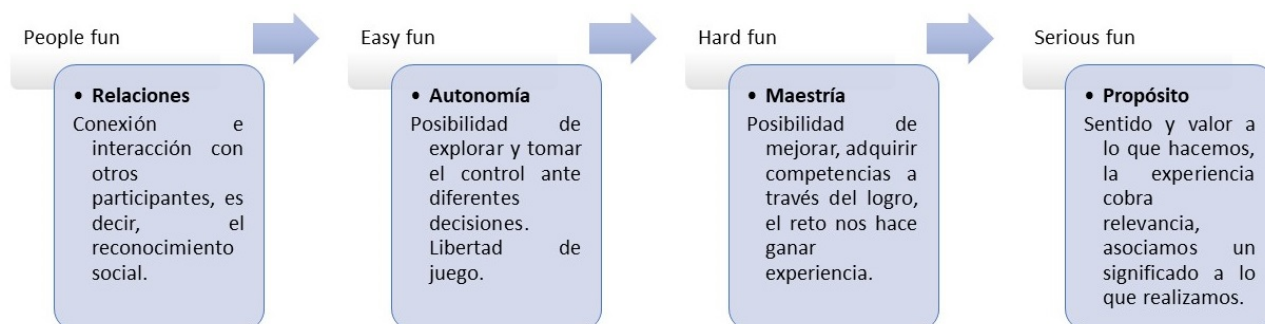 People fun
• Relaciones
Conexión e
interacción con
otros
participantes, es
decir, el
reconocimiento
social.
Easy fun
• Autonomía
Posibilidad de
explorar y tomar
el control ante
diferentes
decisiones.
Libertad de
juego.
Hard fun
• Maestría
Posibilidad de
mejorar, adquirir
competencias a
través del logro,
el reto nos hace
ganar
experiencia.
Serious fun
• Propósito
Sentido y valor a
lo que hacemos,
la experiencia
cobra
relevancia,
asociamos un
significado a lo
que realizamos.